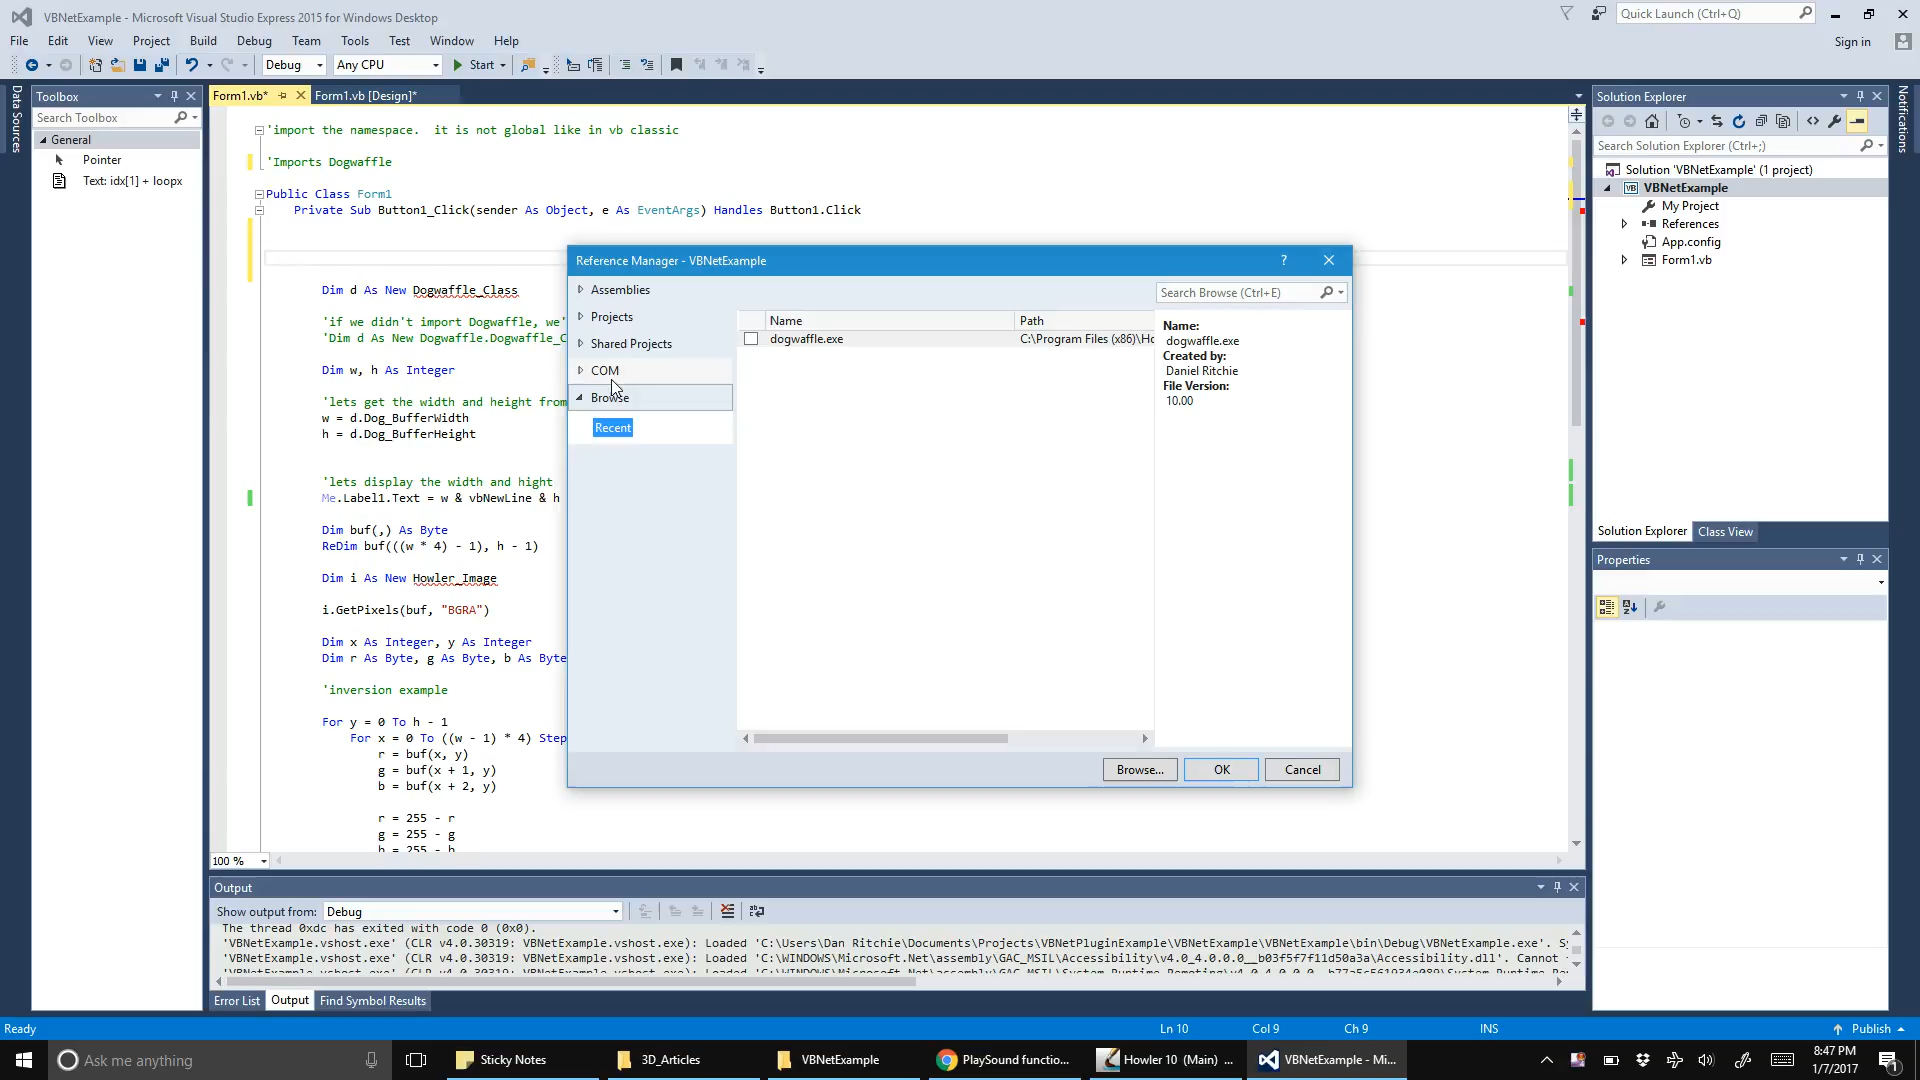 VBNetExample - Microsoft Visual Studio Express 2015 for Windows Desktop
Quick Launch (Ctrl+Q)
File Edit View Project Build Debug Team Tools Test Window Help
Sign in
Debug Any CPU Start
Data Sources
Toolbox
Search Toolbox
General
Pointer
Text: idx[1] + loopx
Form1.vb* Form1.vb [Design]*
'import the namespace.  it is not global like in vb classic
'Imports Dogwaffle
Public Class Form1
Private Sub Button1_Click(sender As Object, e As EventArgs) Handles Button1.Click
Dim d As New Dogwaffle_Class
'if we didn't import Dogwaffle, we'
'Dim d As New Dogwaffle.Dogwaffle_C
Dim w, h As Integer
'lets get the width and height from
w = d.Dog_BufferWidth
h = d.Dog_BufferHeight
'lets display the width and hight
Me.Label1.Text = w & vbNewLine & h
Dim buf(,) As Byte
ReDim buf(((w * 4) - 1), h - 1)
Dim i As New Howler_Image
i.GetPixels(buf, "BGRA")
Dim x As Integer, y As Integer
Dim r As Byte, g As Byte, b As Byte
'inversion example
For y = 0 To h - 1
For x = 0 To ((w - 1) * 4) Step
r = buf(x, y)
g = buf(x + 1, y)
b = buf(x + 2, y)
r = 255 - r
g = 255 - g
b = 255 - b
100 %
Reference Manager - VBNetExample
?
Assemblies
Projects
Shared Projects
COM
Browse
Recent
Search Browse (Ctrl+E)
Name Path
dogwaffle.exe C:\Program Files (x86)\Ho
Name:
dogwaffle.exe
Created by:
Daniel Ritchie
File Version:
10.00
Browse... OK Cancel
Solution Explorer
Search Solution Explorer (Ctrl+;)
Solution 'VBNetExample' (1 project)
VB VBNetExample
My Project
References
App.config
Form1.vb
Solution Explorer Class View
Properties
Notifications
Output
Show output from: Debug
The thread 0xdc has exited with code 0 (0x0).
'VBNetExample.vshost.exe' (CLR v4.0.30319: VBNetExample.vshost.exe): Loaded 'C:\Users\Dan Ritchie\Documents\Projects\VBNetPluginExample\VBNetExample\VBNetExample\bin\Debug\VBNetExample.exe'. Sy
'VBNetExample.vshost.exe' (CLR v4.0.30319: VBNetExample.vshost.exe): Loaded 'C:\WINDOWS\Microsoft.Net\assembly\GAC_MSIL\Accessibility\v4.0_4.0.0.0__b03f5f7f11d50a3a\Accessibility.dll'. Cannot
'VBNetExample.vshost.exe' (CLR v4.0.30319: VBNetExample.vshost.exe): Loaded
Error List Output Find Symbol Results
Ready Ln 10 Col 9 Ch 9 INS Publish
Ask me anything
Sticky Notes
3D_Articles
VBNetExample
PlaySound functio...
Howler 10 (Main) ...
VBNetExample - Mi...
8:47 PM
1/7/2017
1